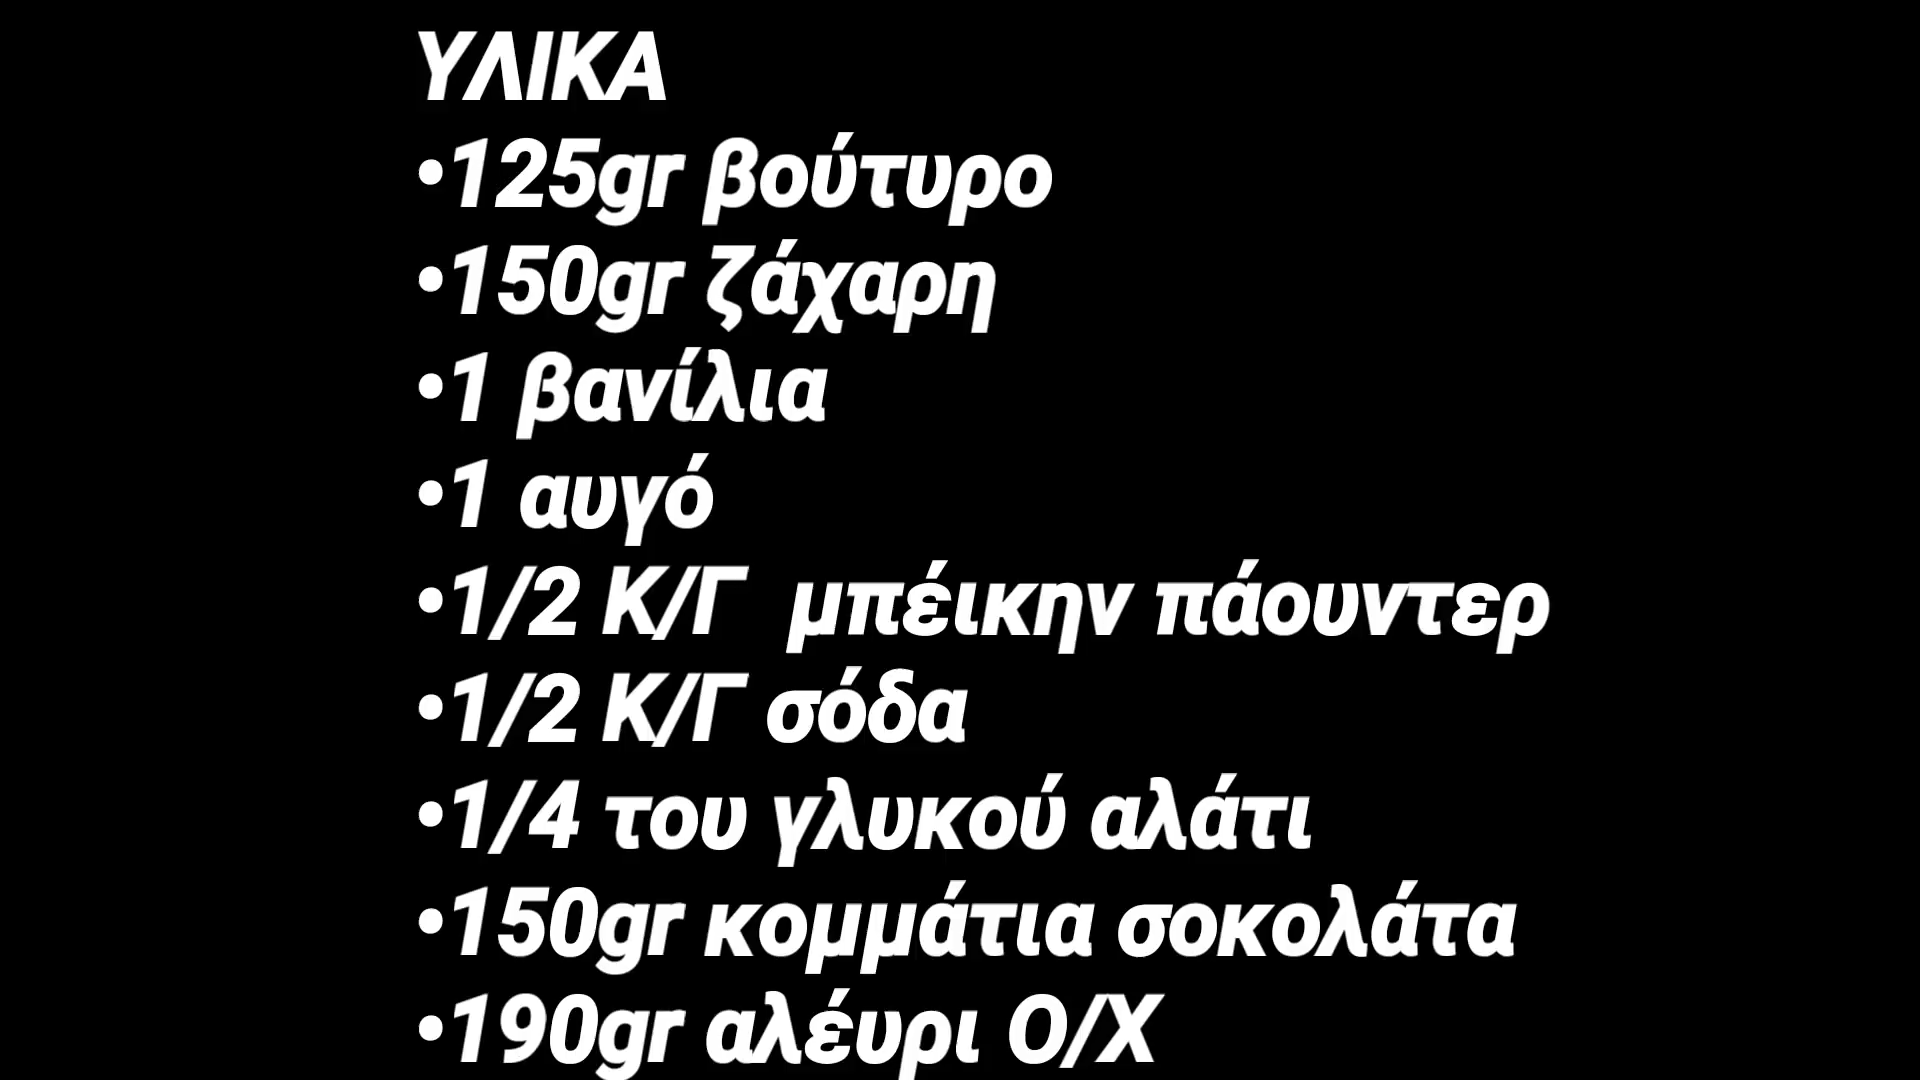 ΥΛΙΚΑ
•125gr βούτυρο
•150gr ζάχαρη
•1 βανίλια
•1 αυγό
•1/2 Κ/Γ  μπέικην πάουντερ
•1/2 Κ/Γ σόδα
•1/4 του γλυκού αλάτι
•150gr κομμάτια σοκολάτα
•190gr αλέυρι Ο/Χ